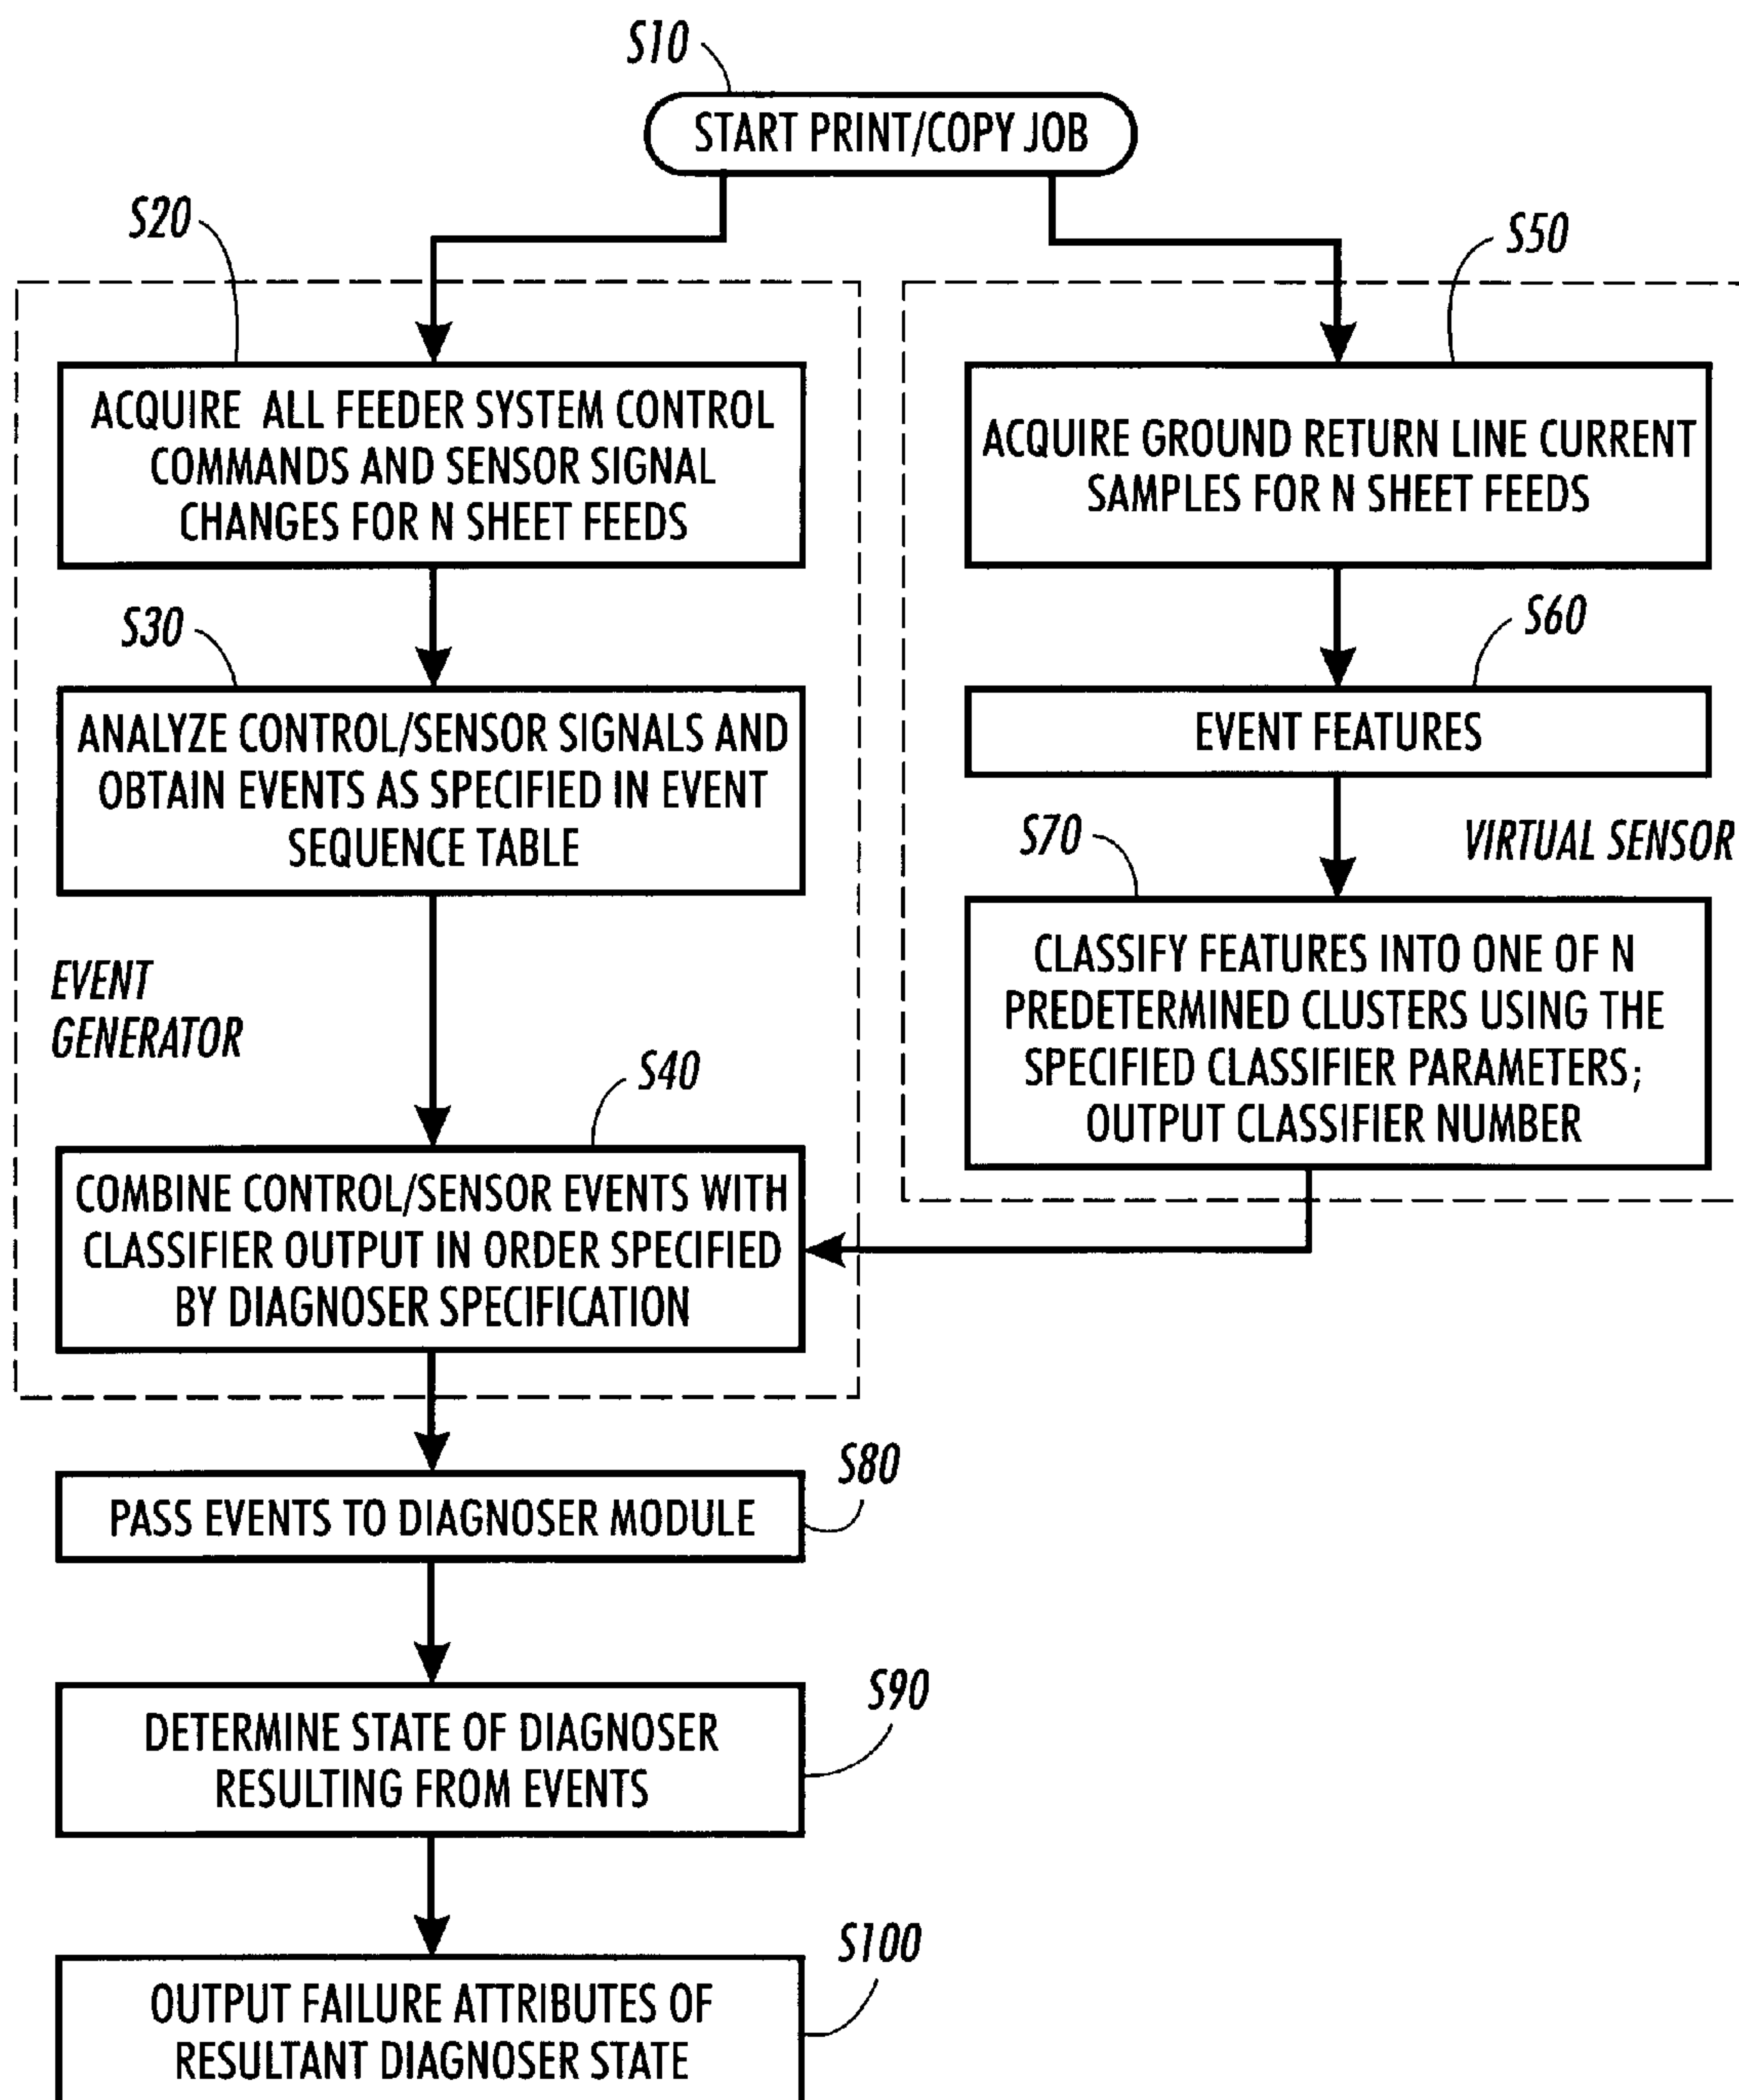 S10
START PRINT/COPY JOB
S20
ACQUIRE ALL FEEDER SYSTEM CONTROL
COMMANDS AND SENSOR SIGNAL
CHANGES FOR N SHEET FEEDS
S30
ANALYZE CONTROL/SENSOR SIGNALS AND
OBTAIN EVENTS AS SPECIFIED IN EVENT
SEQUENCE TABLE
EVENT
GENERATOR
S40
COMBINE CONTROL/SENSOR EVENTS WITH
CLASSIFIER OUTPUT IN ORDER SPECIFIED
BY DIAGNOSER SPECIFICATION
S50
ACQUIRE GROUND RETURN LINE CURRENT
SAMPLES FOR N SHEET FEEDS
S60
EVENT FEATURES
VIRTUAL SENSOR
S70
CLASSIFY FEATURES INTO ONE OF N
PREDETERMINED CLUSTERS USING THE
SPECIFIED CLASSIFIER PARAMETERS;
OUTPUT CLASSIFIER NUMBER
S80
PASS EVENTS TO DIAGNOSER MODULE
S90
DETERMINE STATE OF DIAGNOSER
RESULTING FROM EVENTS
S100
OUTPUT FAILURE ATTRIBUTES OF
RESULTANT DIAGNOSER STATE